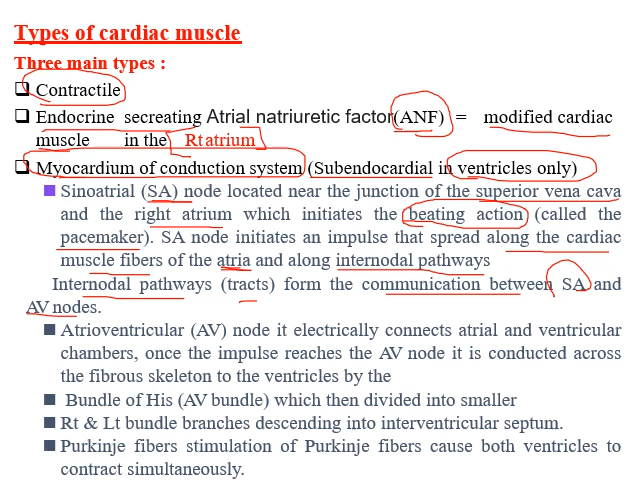 Types of cardiac muscle
Three main types :
❑ Contractile
❑ Endocrine secreating Atrial natriuretic factor(ANF) = modified cardiac
muscle in the Rt atrium
❑ Myocardium of conduction system (Subendocardial in ventricles only)
■ Sinoatrial (SA) node located near the junction of the superior vena cava
and the right atrium which initiates the beating action (called the
pacemaker). SA node initiates an impulse that spread along the cardiac
muscle fibers of the atria and along internodal pathways
Internodal pathways (tracts) form the communication between SA and
AV nodes.
■ Atrioventricular (AV) node it electrically connects atrial and ventricular
chambers, once the impulse reaches the AV node it is conducted across
the fibrous skeleton to the ventricles by the
■ Bundle of His (AV bundle) which then divided into smaller
■ Rt & Lt bundle branches descending into interventricular septum.
■ Purkinje fibers stimulation of Purkinje fibers cause both ventricles to
contract simultaneously.